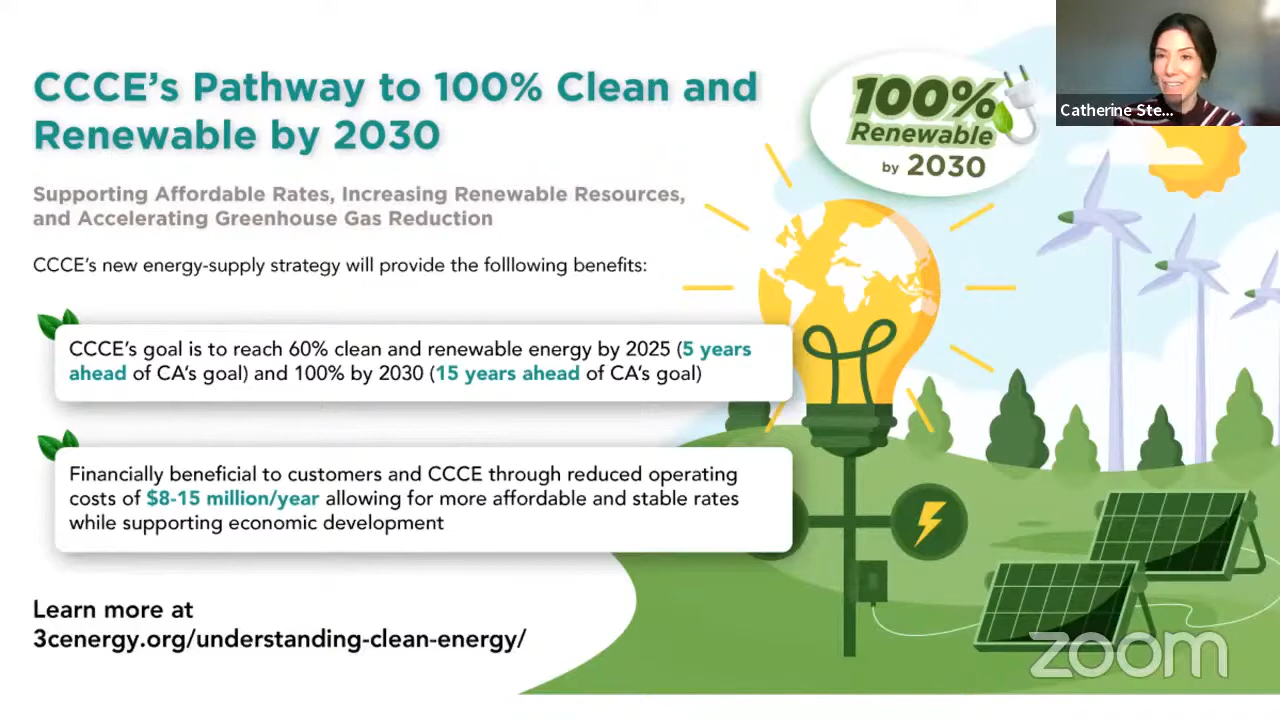 CCCE's Pathway to 100% Clean and
Renewable by 2030
Supporting Affordable Rates, Increasing Renewable Resources,
and Accelerating Greenhouse Gas Reduction
CCCE's new energy-supply strategy will provide the folllowing benefits:
CCCE's goal is to reach 60% clean and renewable energy by 2025 (5 years
ahead of CA's goal) and 100% by 2030 (15 years ahead of CA's goal)
Financially beneficial to customers and CCCE through reduced operating
costs of $8-15 million/year allowing for more affordable and stable rates
while supporting economic development
Learn more at
3cenergy.org/understanding-clean-energy/
100%
Renewable
by 2030
Catherine Ste...
zoom